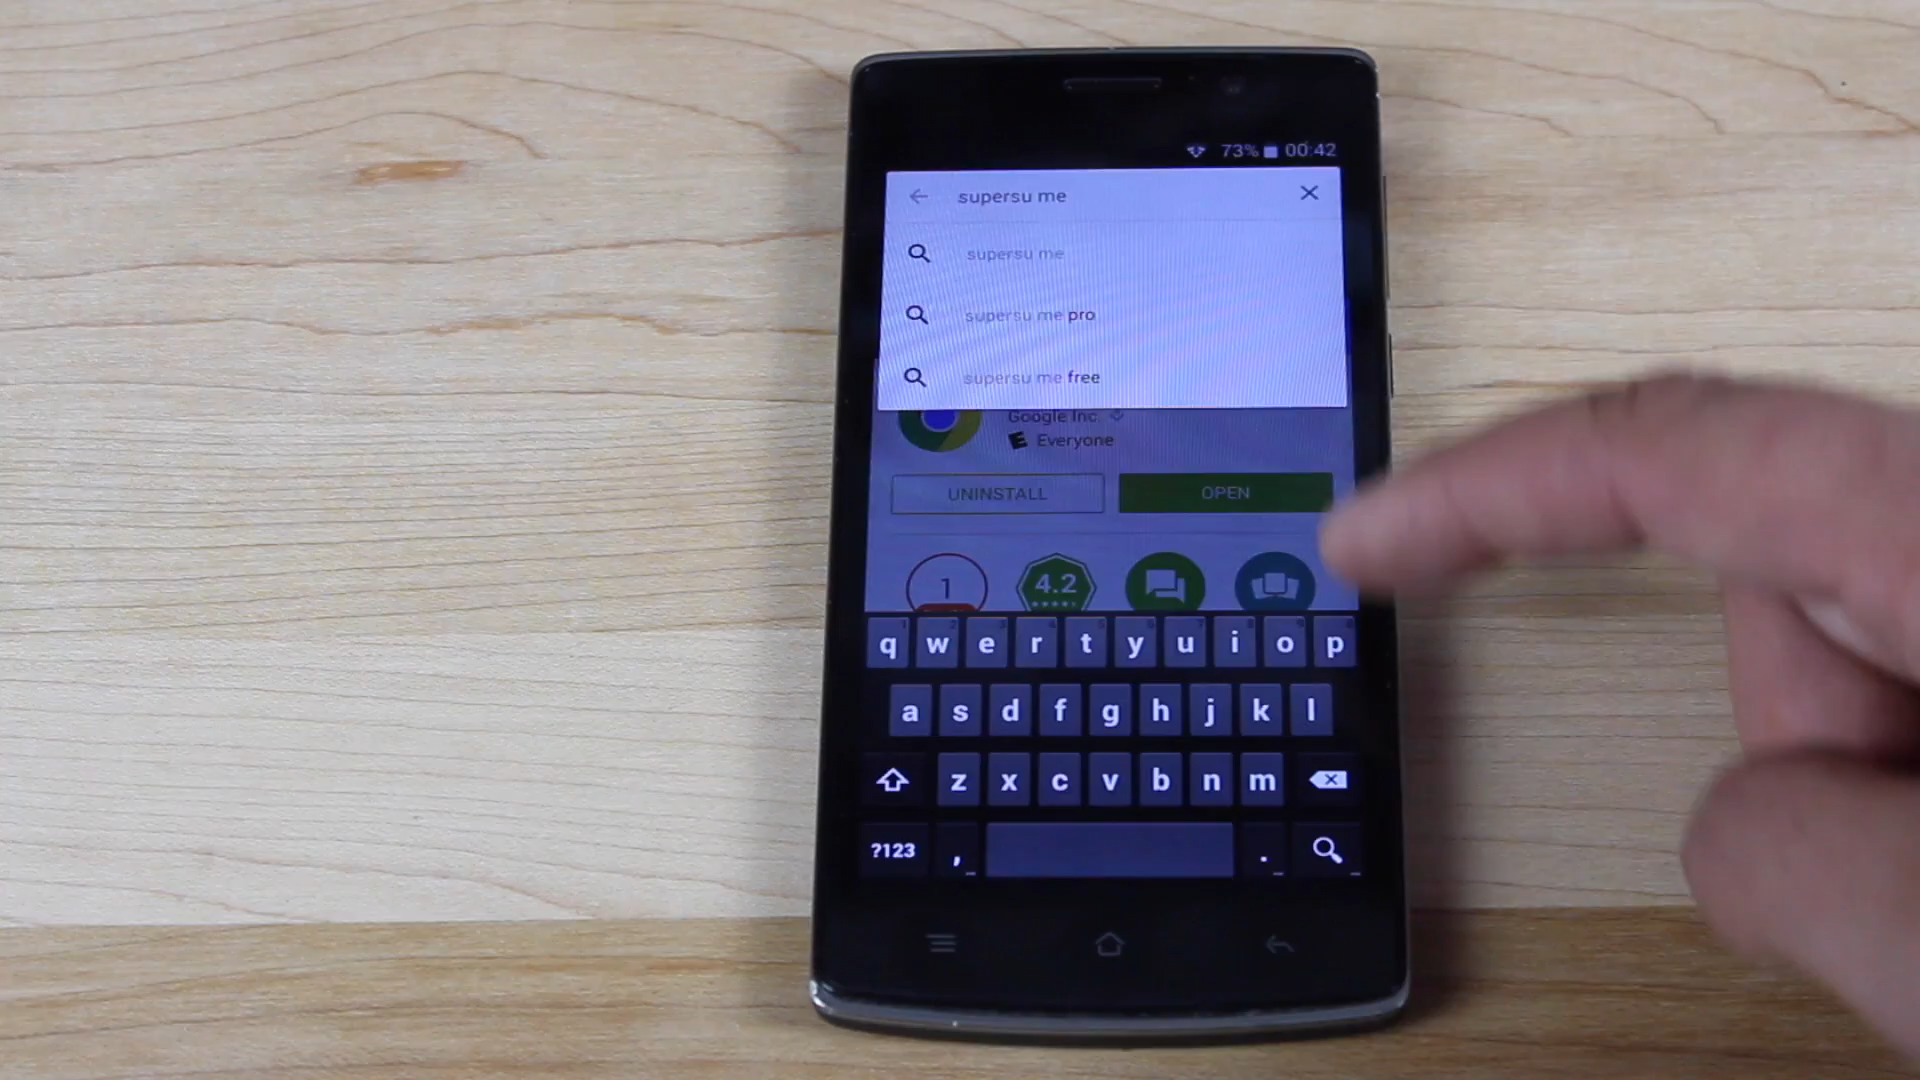 73% 00:42
supersu me
supersu me
supersu me pro
supersu me free
Google Inc.
E Everyone
UNINSTALL OPEN
1 4.2
q w e r t y u i o p
a s d f g h j k l
z x c v b n m
?123 , .